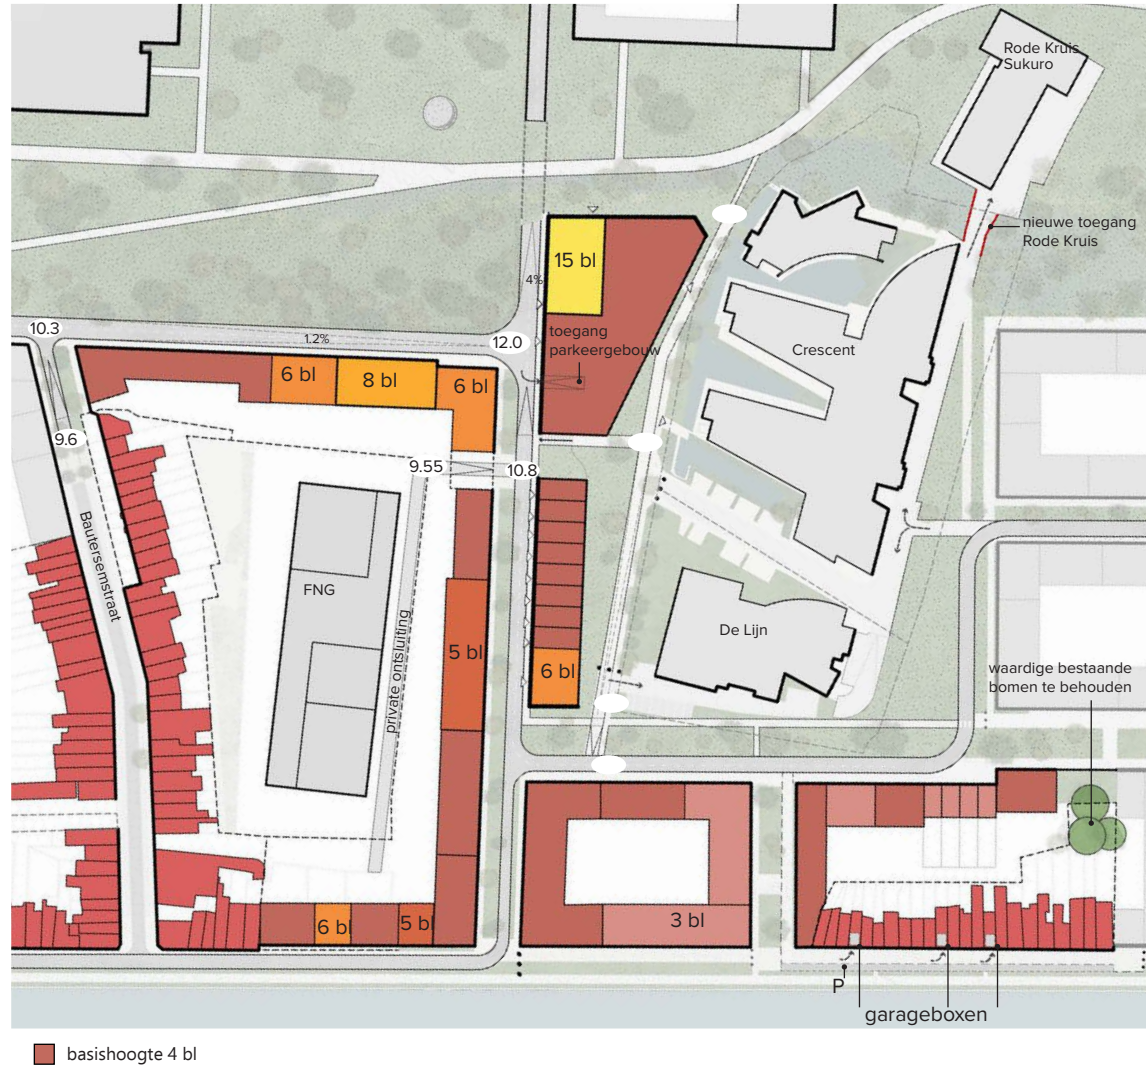 Rode Kruis
Sukuro
nieuwe toegang
Rode Kruis
15 bl
4%
toegang
parkeergebouw
10.3
1.2%
12.0
Crescent
6 bl
8 bl
6 bl
9.6
9.55
10.8
Bautersemstraat
FNG
private ontsluiting
De Lijn
5 bl
6 bl
waardige bestaande
bomen te behouden
6 bl
5 bl
3 bl
P
garageboxen
basishoogte 4 bl